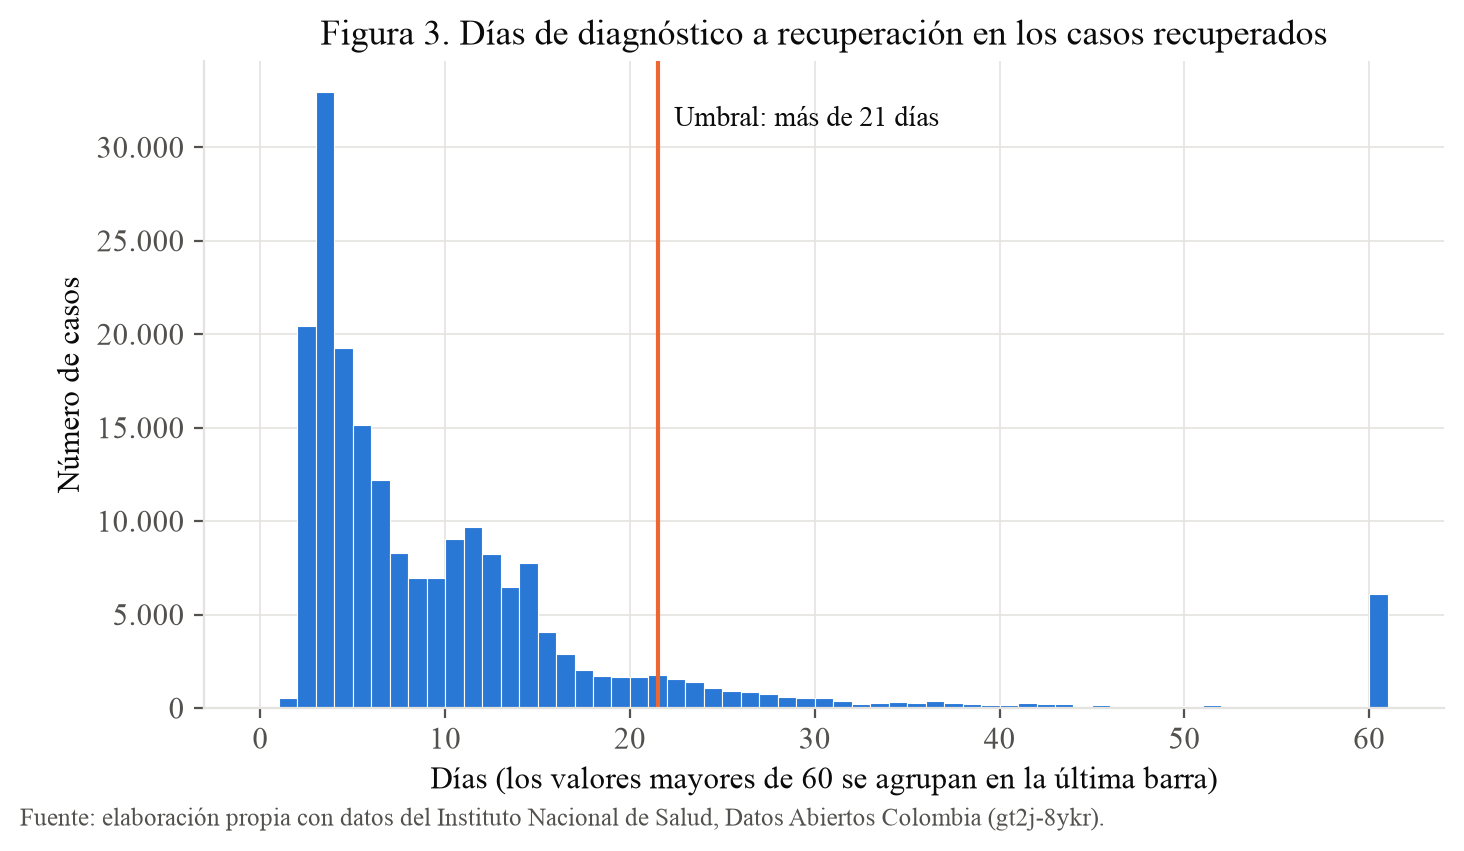 Figura 3. Días de diagnóstico a recuperación en los casos recuperados
Umbral: más de 21 días
Número de casos
30.000
25.000
20.000
15.000
10.000
5.000
0
0 10 20 30 40 50 60
Días (los valores mayores de 60 se agrupan en la última barra)
Fuente: elaboración propia con datos del Instituto Nacional de Salud, Datos Abiertos Colombia (gt2j-8ykr).